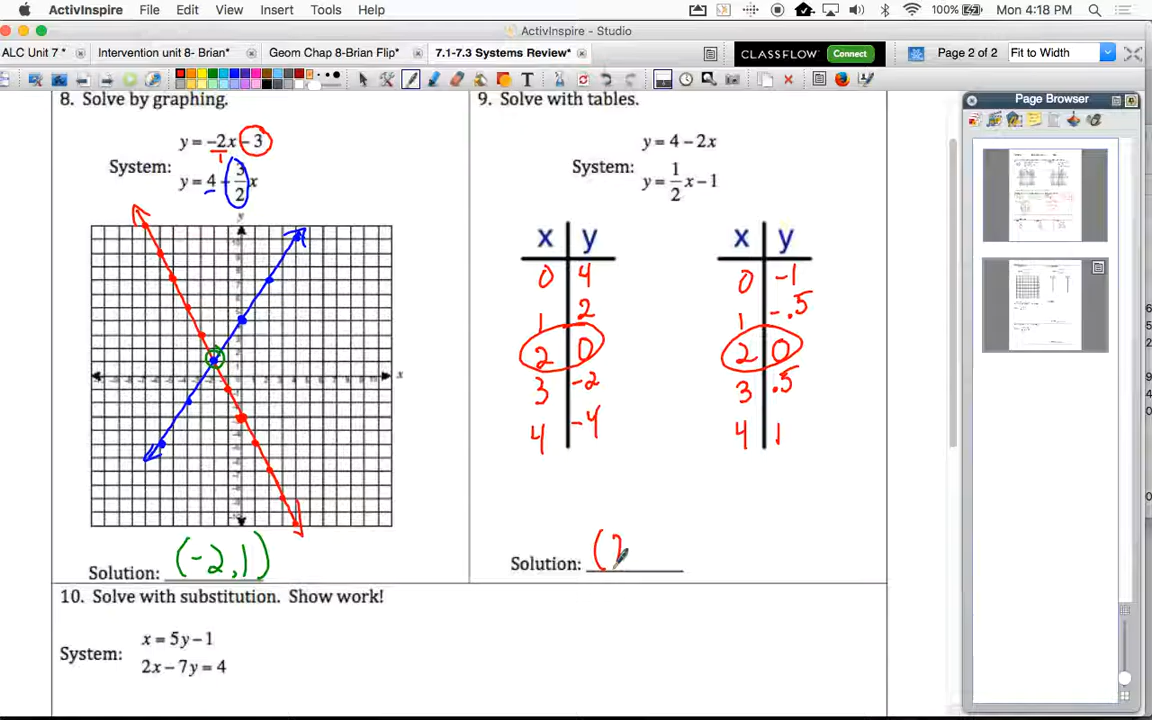 ActivInspire File Edit View Insert Tools Help 100% Mon 4:18 PM
ActivInspire - Studio
ALC Unit 7 * Intervention unit 8- Brian* Geom Chap 8-Brian Flip* 7.1-7.3 Systems Review* CLASSFLOW Connect Page 2 of 2 Fit to Width
Page Browser
8. Solve by graphing.
y = -2x - 3
1
System:
y = 4 - 3/2 x
y
x
Solution: (-2, 1)
9. Solve with tables.
y = 4 - 2x
System:
y = 1/2 x - 1
x y x y
0 4 0 -1
1 2 1 -.5
2 0 2 0
3 -2 3 .5
4 -4 4 1
Solution: (2
10. Solve with substitution. Show work!
x = 5y - 1
System:
2x - 7y = 4